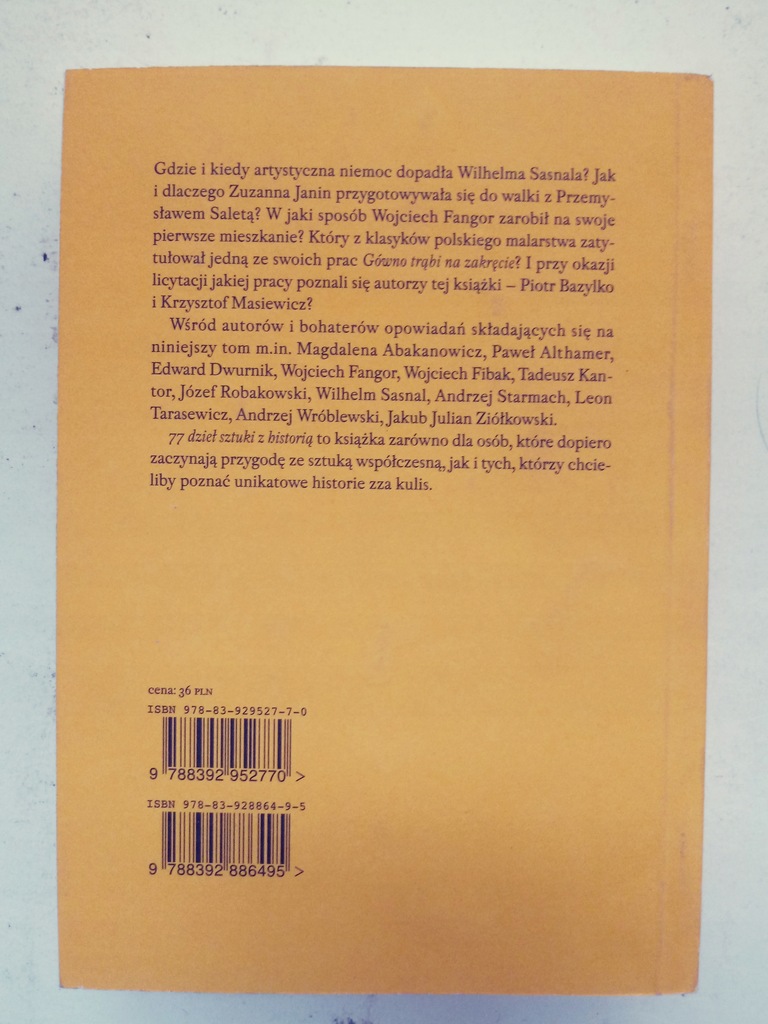 Gdzie i kiedy artystyczna niemoc dopadła Wilhelma Sasnala? Jak
i dlaczego Zuzanna Janin przygotowywała się do walki z Przemy-
sławem Saletą? W jaki sposób Wojciech Fangor zarobił na swoje
pierwsze mieszkanie? Który z klasyków polskiego malarstwa zaty-
tułował jedną ze swoich prac Gówno trąbi na zakręcie? I przy okazji
licytacji jakiej pracy poznali się autorzy tej książki – Piotr Bazylko
i Krzysztof Masiewicz?
Wśród autorów i bohaterów opowiadań składających się na
niniejszy tom m.in. Magdalena Abakanowicz, Paweł Althamer,
Edward Dwurnik, Wojciech Fangor, Wojciech Fibak, Tadeusz Kan-
tor, Józef Robakowski, Wilhelm Sasnal, Andrzej Starmach, Leon
Tarasewicz, Andrzej Wróblewski, Jakub Julian Ziółkowski.
77 dzieł sztuki z historią to książka zarówno dla osób, które dopiero
zaczynają przygodę ze sztuką współczesną, jak i tych, którzy chcie-
liby poznać unikatowe historie zza kulis.
cena: 36 PLN
ISBN 978-83-929527-7-0
9 788392 952770 >
ISBN 978-83-928864-9-5
9 788392 886495 >